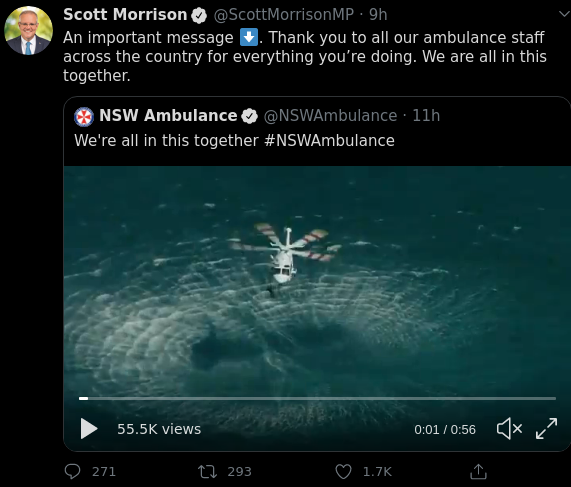 Scott Morrison @ScottMorrisonMP · 9h
An important message ⬇️. Thank you to all our ambulance staff
across the country for everything you’re doing. We are all in this
together.
NSW Ambulance @NSWAmbulance · 11h
We're all in this together #NSWAmbulance
55.5K views 0:01 / 0:56
271 293 1.7K